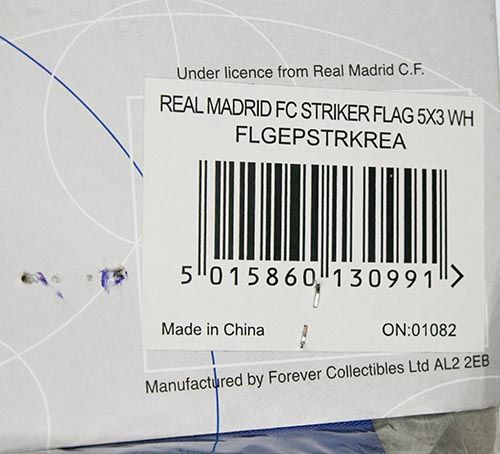 Under licence from Real Madrid C.F.
REAL MADRID FC STRIKER FLAG 5X3 WH
FLGEPSTRKREA
5 015860 130991 >
Made in China ON:01082
Manufactured by Forever Collectibles Ltd AL2 2EB